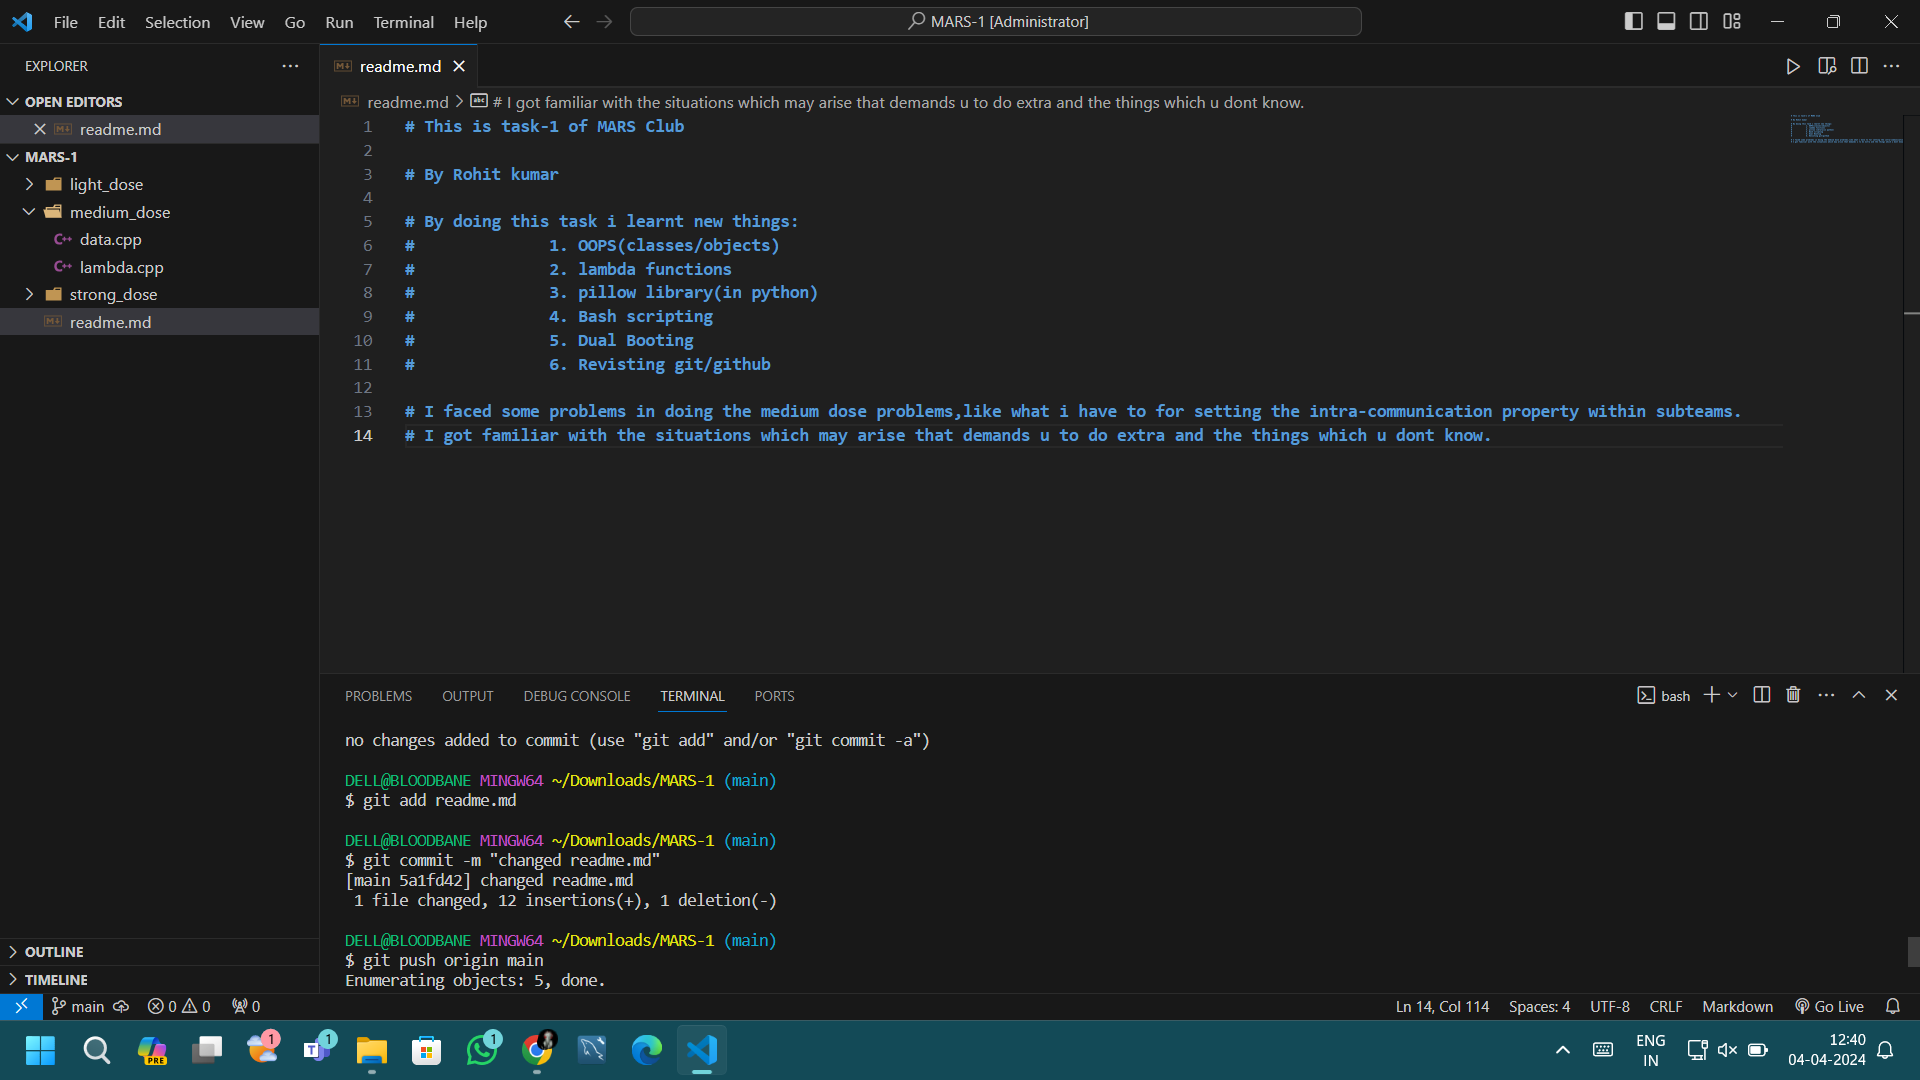 File Edit Selection View Go Run Terminal Help
MARS-1 [Administrator]
EXPLORER
OPEN EDITORS
readme.md
MARS-1
light_dose
medium_dose
data.cpp
lambda.cpp
strong_dose
readme.md
OUTLINE
TIMELINE
readme.md
readme.md > # I got familiar with the situations which may arise that demands u to do extra and the things which u dont know.
1 # This is task-1 of MARS Club
2
3 # By Rohit kumar
4
5 # By doing this task i learnt new things:
6 # 1. OOPS(classes/objects)
7 # 2. lambda functions
8 # 3. pillow library(in python)
9 # 4. Bash scripting
10 # 5. Dual Booting
11 # 6. Revisting git/github
12
13 # I faced some problems in doing the medium dose problems,like what i have to for setting the intra-communication property within subteams.
14 # I got familiar with the situations which may arise that demands u to do extra and the things which u dont know.
PROBLEMS OUTPUT DEBUG CONSOLE TERMINAL PORTS
bash
no changes added to commit (use "git add" and/or "git commit -a")
DELL@BLOODBANE MINGW64 ~/Downloads/MARS-1 (main)
$ git add readme.md
DELL@BLOODBANE MINGW64 ~/Downloads/MARS-1 (main)
$ git commit -m "changed readme.md"
[main 5a1fd42] changed readme.md
1 file changed, 12 insertions(+), 1 deletion(-)
DELL@BLOODBANE MINGW64 ~/Downloads/MARS-1 (main)
$ git push origin main
Enumerating objects: 5, done.
main 0 0 0
Ln 14, Col 114 Spaces: 4 UTF-8 CRLF Markdown Go Live
PRE 1 1 1
ENG
IN
12:40
04-04-2024